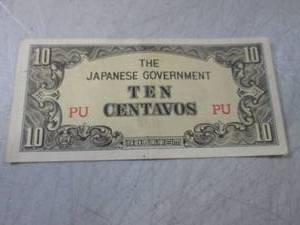 10 10
THE
JAPANESE GOVERNMENT
TEN
PU CENTAVOS PU
10 10